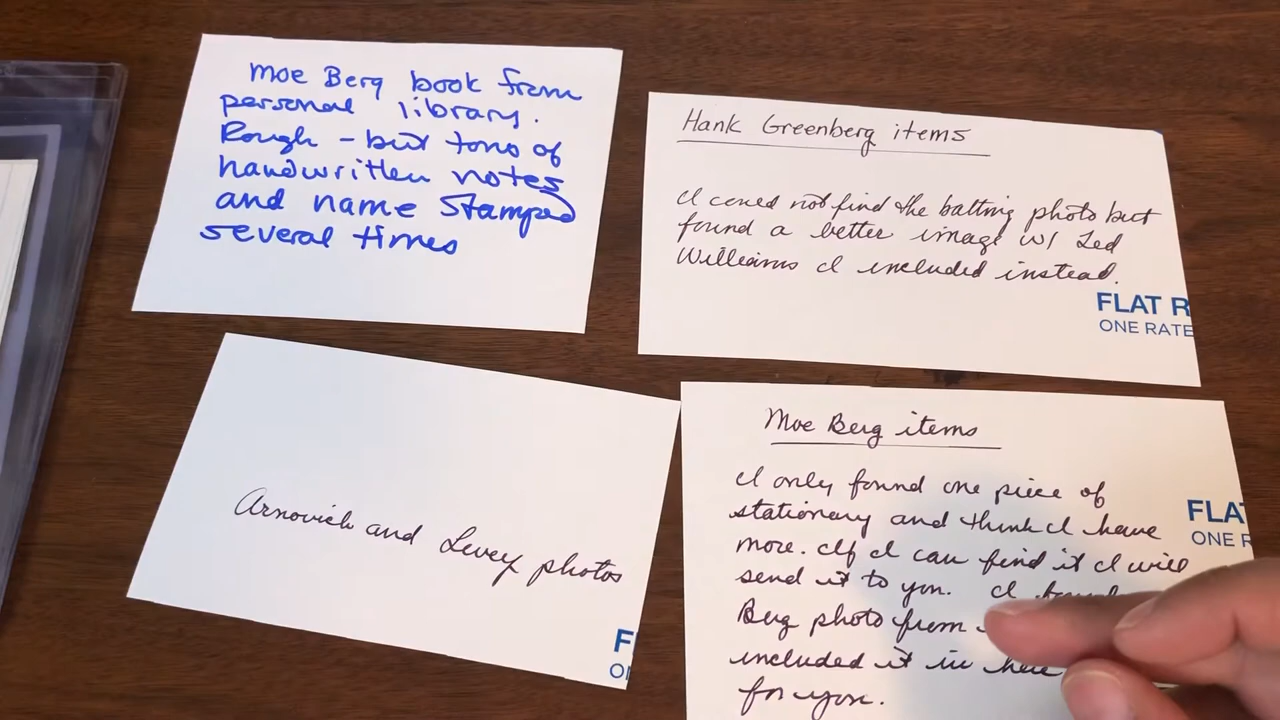 Moe Berg book from
personal library.
Rough - but tons of
handwritten notes
and name stamped
several times
Hank Greenberg items
I could not find the batting photo but
found a better image w/ Ted
Williams I included instead.
FLAT R
ONE RATE
Arnovich and Levey photos
F
Moe Berg items
I only found one piece of
stationary and think I have
more. If I can find it I will
send it to you. I
Berg photo from
included it in here
for you.
FLAT
ONE R